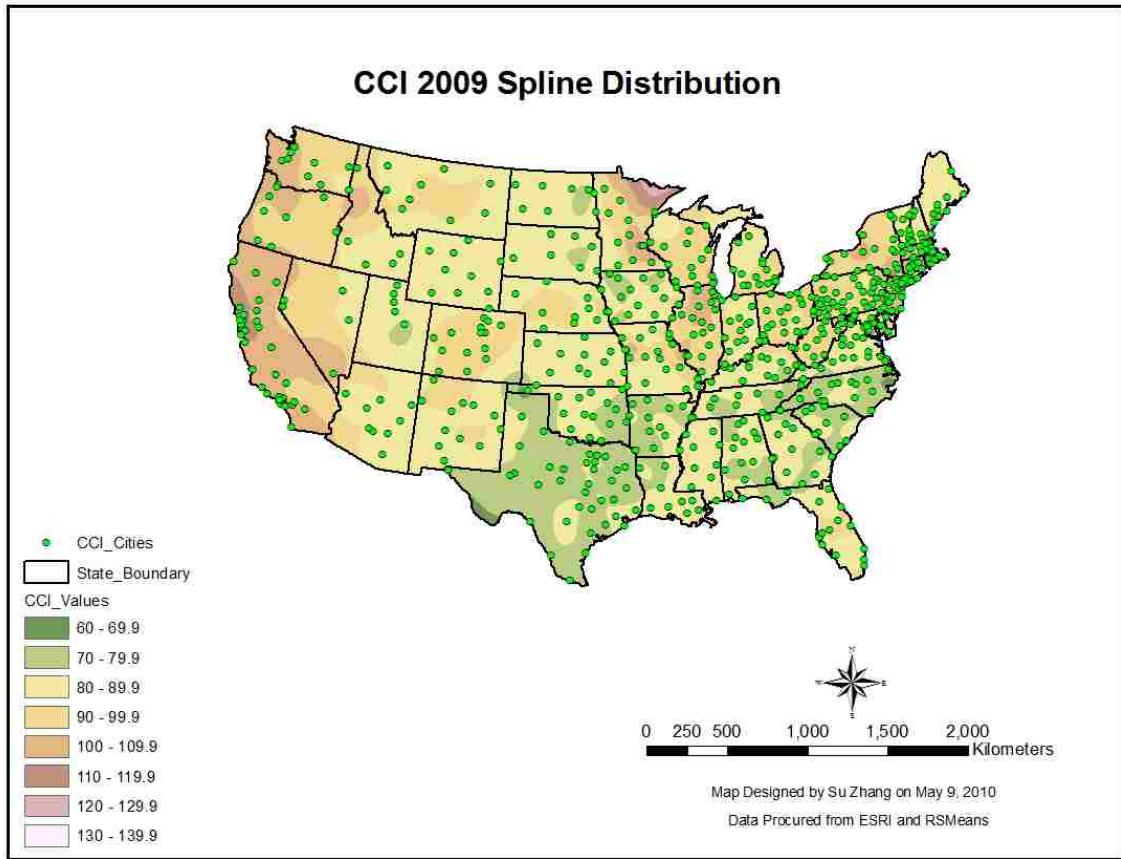 CCI 2009 Spline Distribution
CCI_Cities
State_Boundary
CCI_Values
60 - 69.9
70 - 79.9
80 - 89.9
90 - 99.9
100 - 109.9
110 - 119.9
120 - 129.9
130 - 139.9
N
W
E
S
0 250 500 1,000 1,500 2,000
Kilometers
Map Designed by Su Zhang on May 9, 2010
Data Procured from ESRI and RSMeans